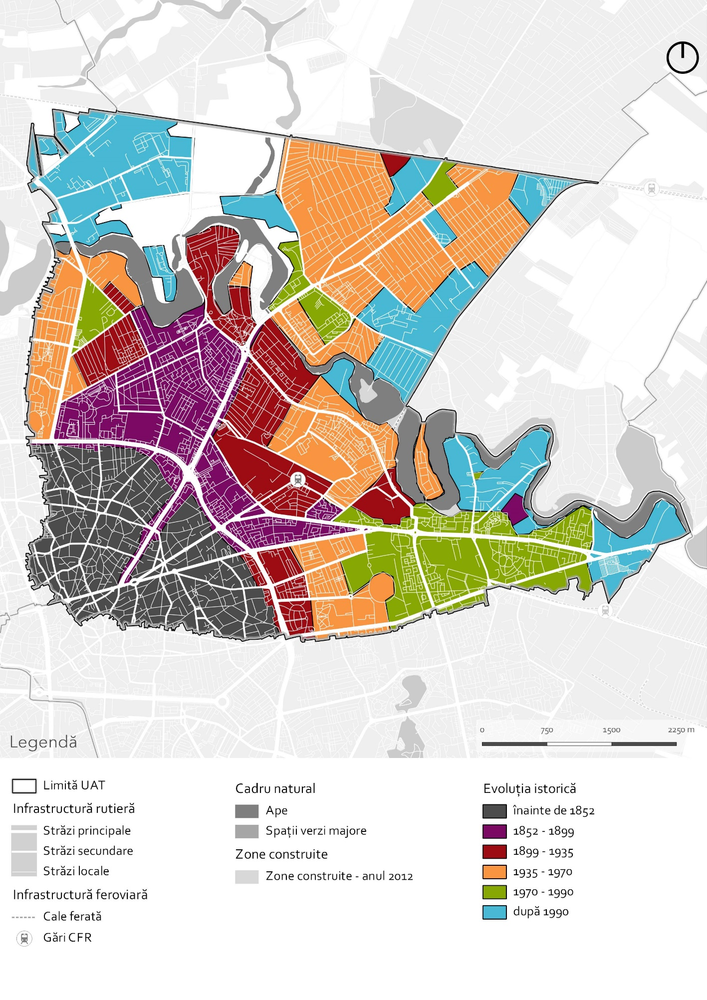 0 750 1500 2250 m
Legendă
Limită UAT
Infrastructură rutieră
Străzi principale
Străzi secundare
Străzi locale
Infrastructură feroviară
Cale ferată
Gări CFR
Cadru natural
Ape
Spații verzi majore
Zone construite
Zone construite - anul 2012
Evoluția istorică
înainte de 1852
1852 - 1899
1899 - 1935
1935 - 1970
1970 - 1990
după 1990